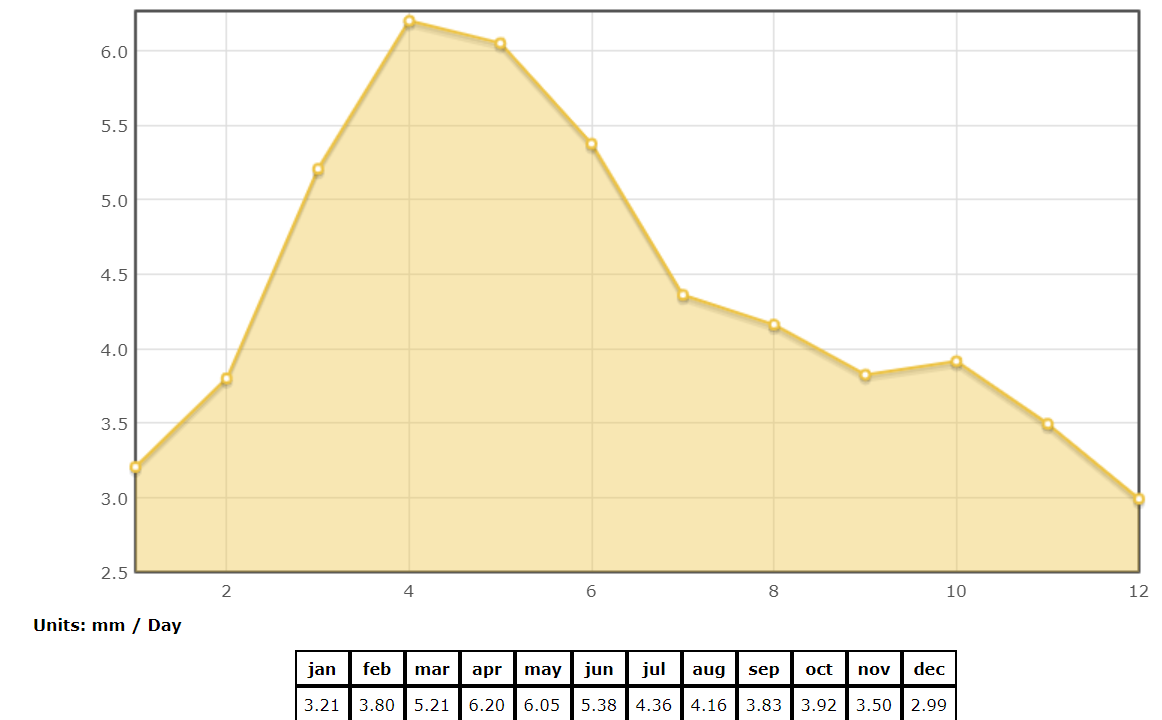 6.0
5.5
5.0
4.5
4.0
3.5
3.0
2.5
2 4 6 8 10 12
Units: mm / Day
jan feb mar apr may jun jul aug sep oct nov dec
3.21 3.80 5.21 6.20 6.05 5.38 4.36 4.16 3.83 3.92 3.50 2.99